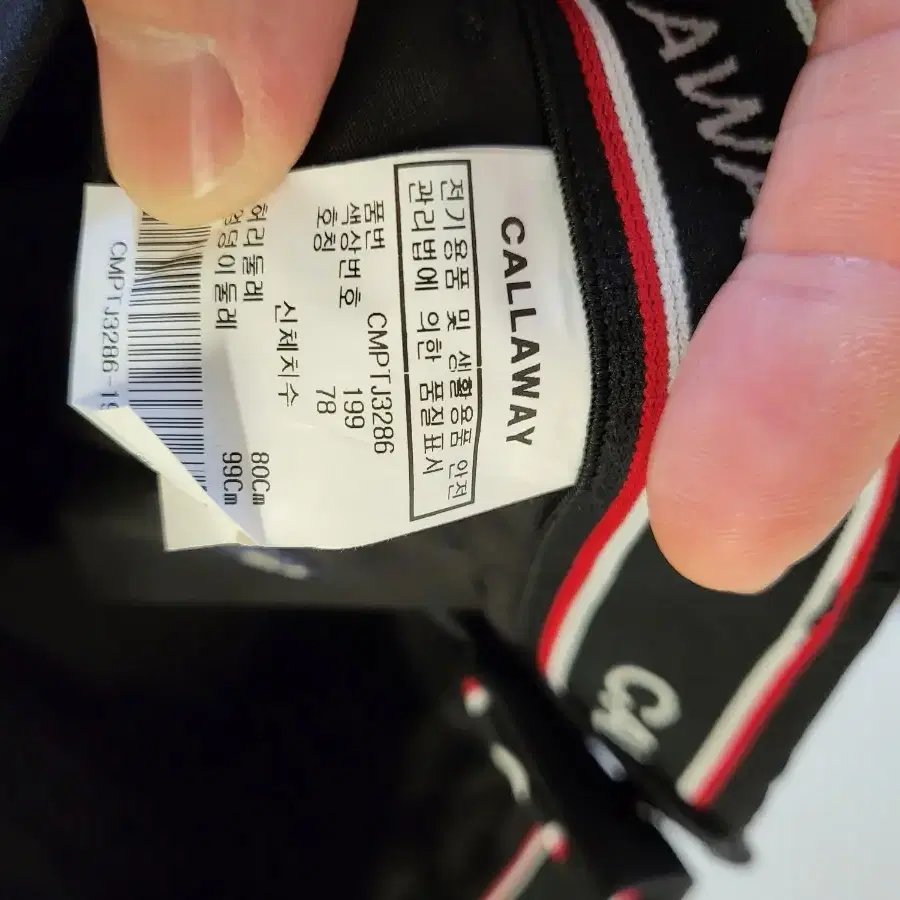 CALLAWAY
전기용품 및 생활용품 안전
관리법에 의한 품질표시
품번 CMPTJ3286
색상번호 199
호칭 78
신체치수
허리둘레 80Cm
엉덩이둘레 99Cm
CMPTJ3286-19